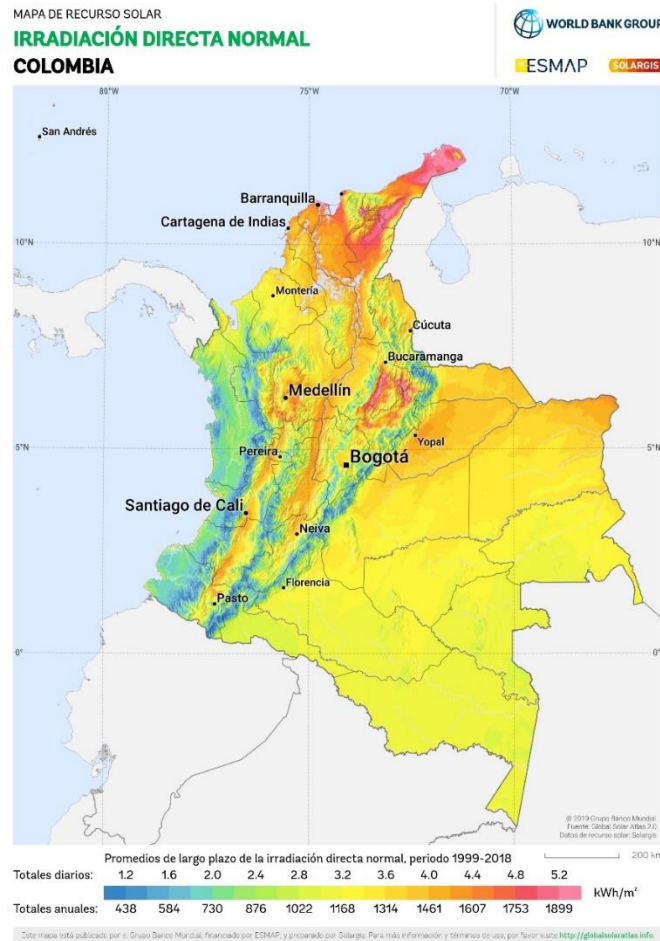 MAPA DE RECURSO SOLAR
IRRADIACIÓN DIRECTA NORMAL
COLOMBIA
WORLD BANK GROUP
ESMAP
SOLARGIS
80°W
75°W
70°W
San Andrés
Barranquilla
Cartagena de Indias
10°N
10°
Montería
Cúcuta
Bucaramanga
Medellín
5°N
5°N
Yopal
Pereira
Bogotá
Santiago de Cali
Neiva
Florencia
Pasto
0°
0°
© 2019 Grupo Banco Mundial
Fuente: Global Solar Atlas 2.0
Datos de recurso solar: Solargis
Promedios de largo plazo de la irradiación directa normal, periodo 1999-2018
200 km
Totales diarios: 1.2 1.6 2.0 2.4 2.8 3.2 3.6 4.0 4.4 4.8 5.2
kWh/m²
Totales anuales: 438 584 730 876 1022 1168 1314 1461 1607 1753 1899
Este mapa está publicado por el Grupo Banco Mundial, financiado por ESMAP, y preparado por Solargis. Para más información y términos de uso, por favor visite http://globalsolaratlas.info.